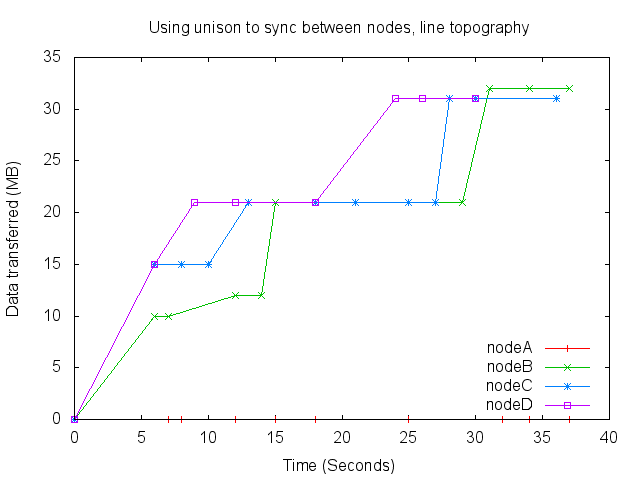 Using unison to sync between nodes, line topography
Data transferred (MB)
35
30
25
20
15
10
5
0
0 5 10 15 20 25 30 35 40
Time (Seconds)
nodeA
nodeB
nodeC
nodeD